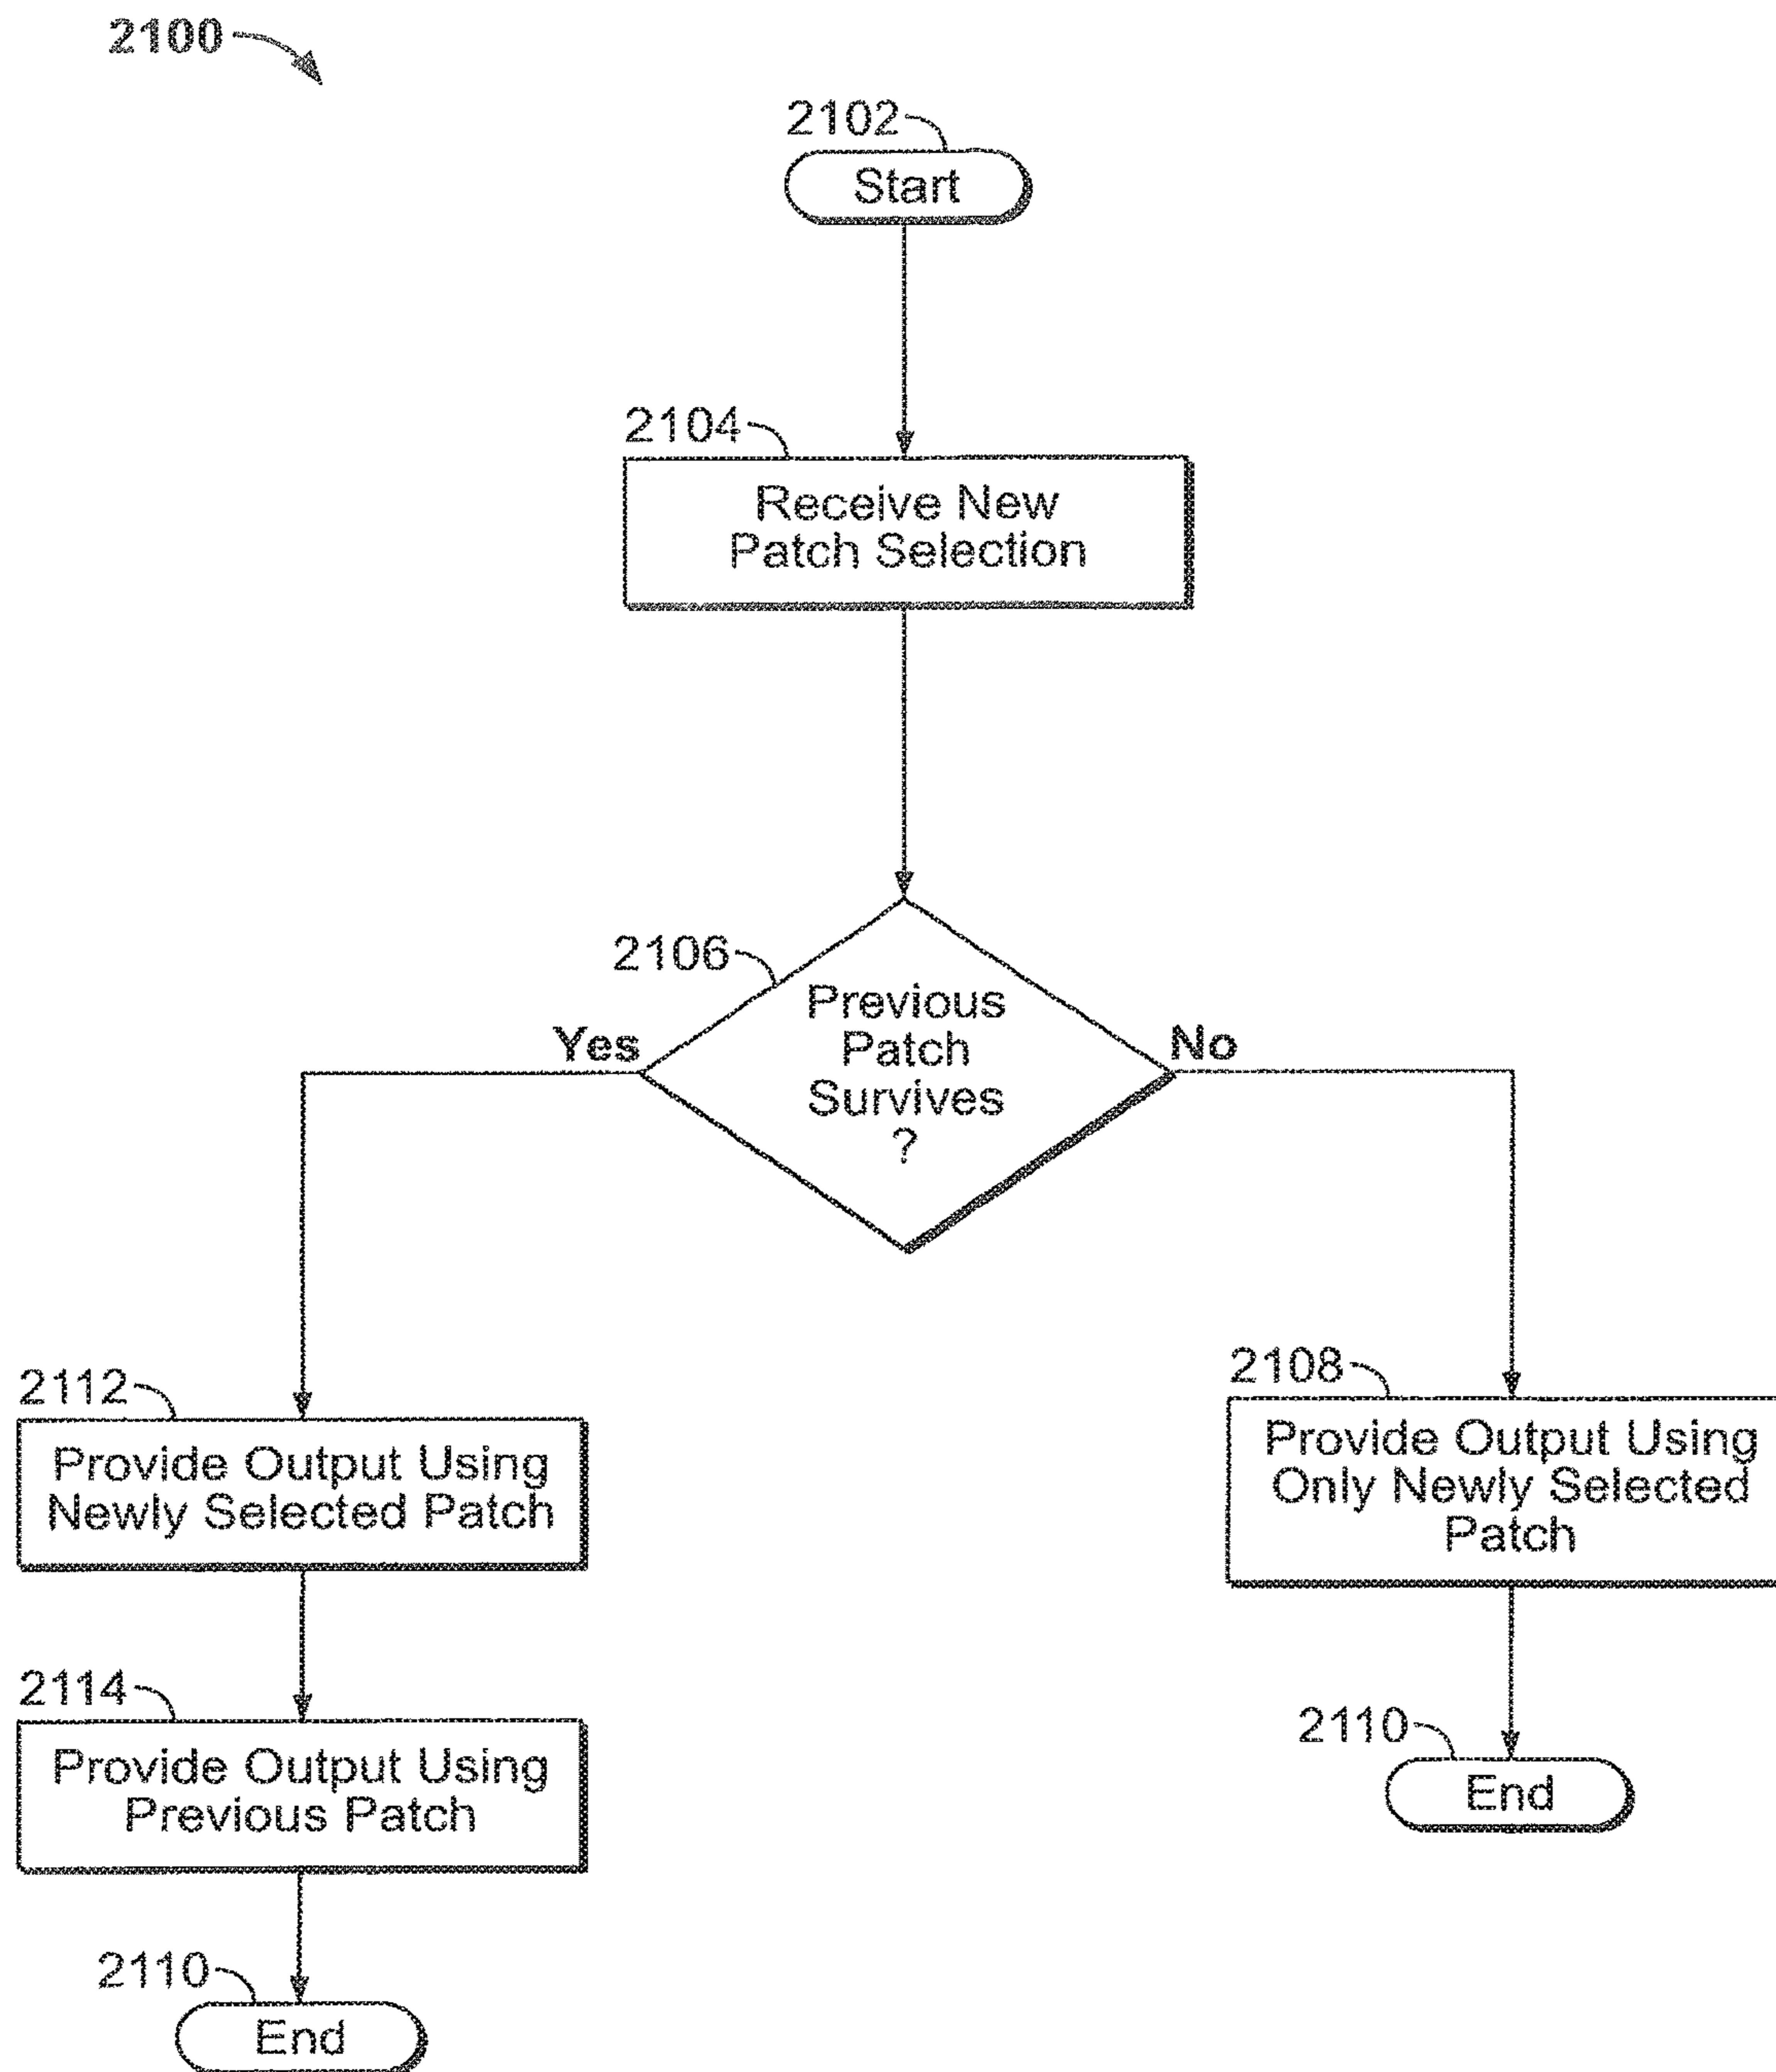 2100
2102
Start
2104
Receive New
Patch Selection
2106
Previous
Patch
Survives
?
Yes
No
2112
Provide Output Using
Newly Selected Patch
2108
Provide Output Using
Only Newly Selected
Patch
2114
Provide Output Using
Previous Patch
2110
End
2110
End